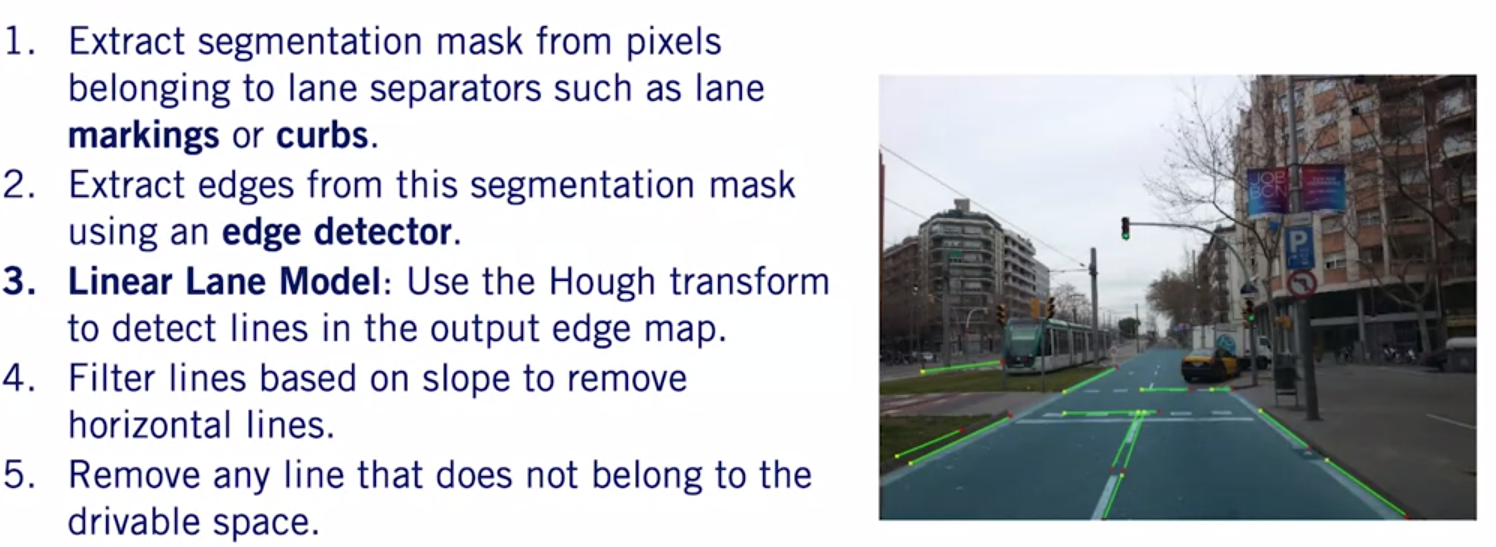 1. Extract segmentation mask from pixels
belonging to lane separators such as lane
markings or curbs.
2. Extract edges from this segmentation mask
using an edge detector.
3. Linear Lane Model: Use the Hough transform
to detect lines in the output edge map.
4. Filter lines based on slope to remove
horizontal lines.
5. Remove any line that does not belong to the
drivable space.
JOB
BCN
P